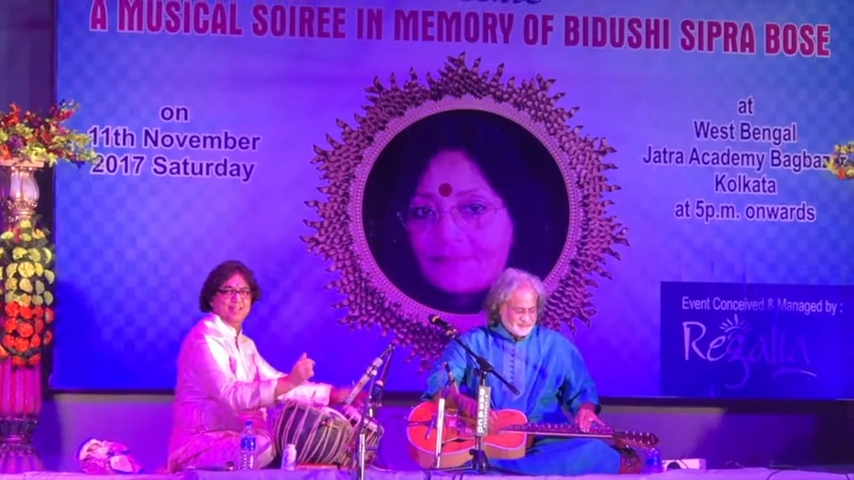 A MUSICAL SOIREE IN MEMORY OF BIDUSHI SIPRA BOSE
on
11th November
2017 Saturday
at
West Bengal
Jatra Academy
Kolkata
at 5p.m. onwards
Event Conceived & Managed by :
Regalia